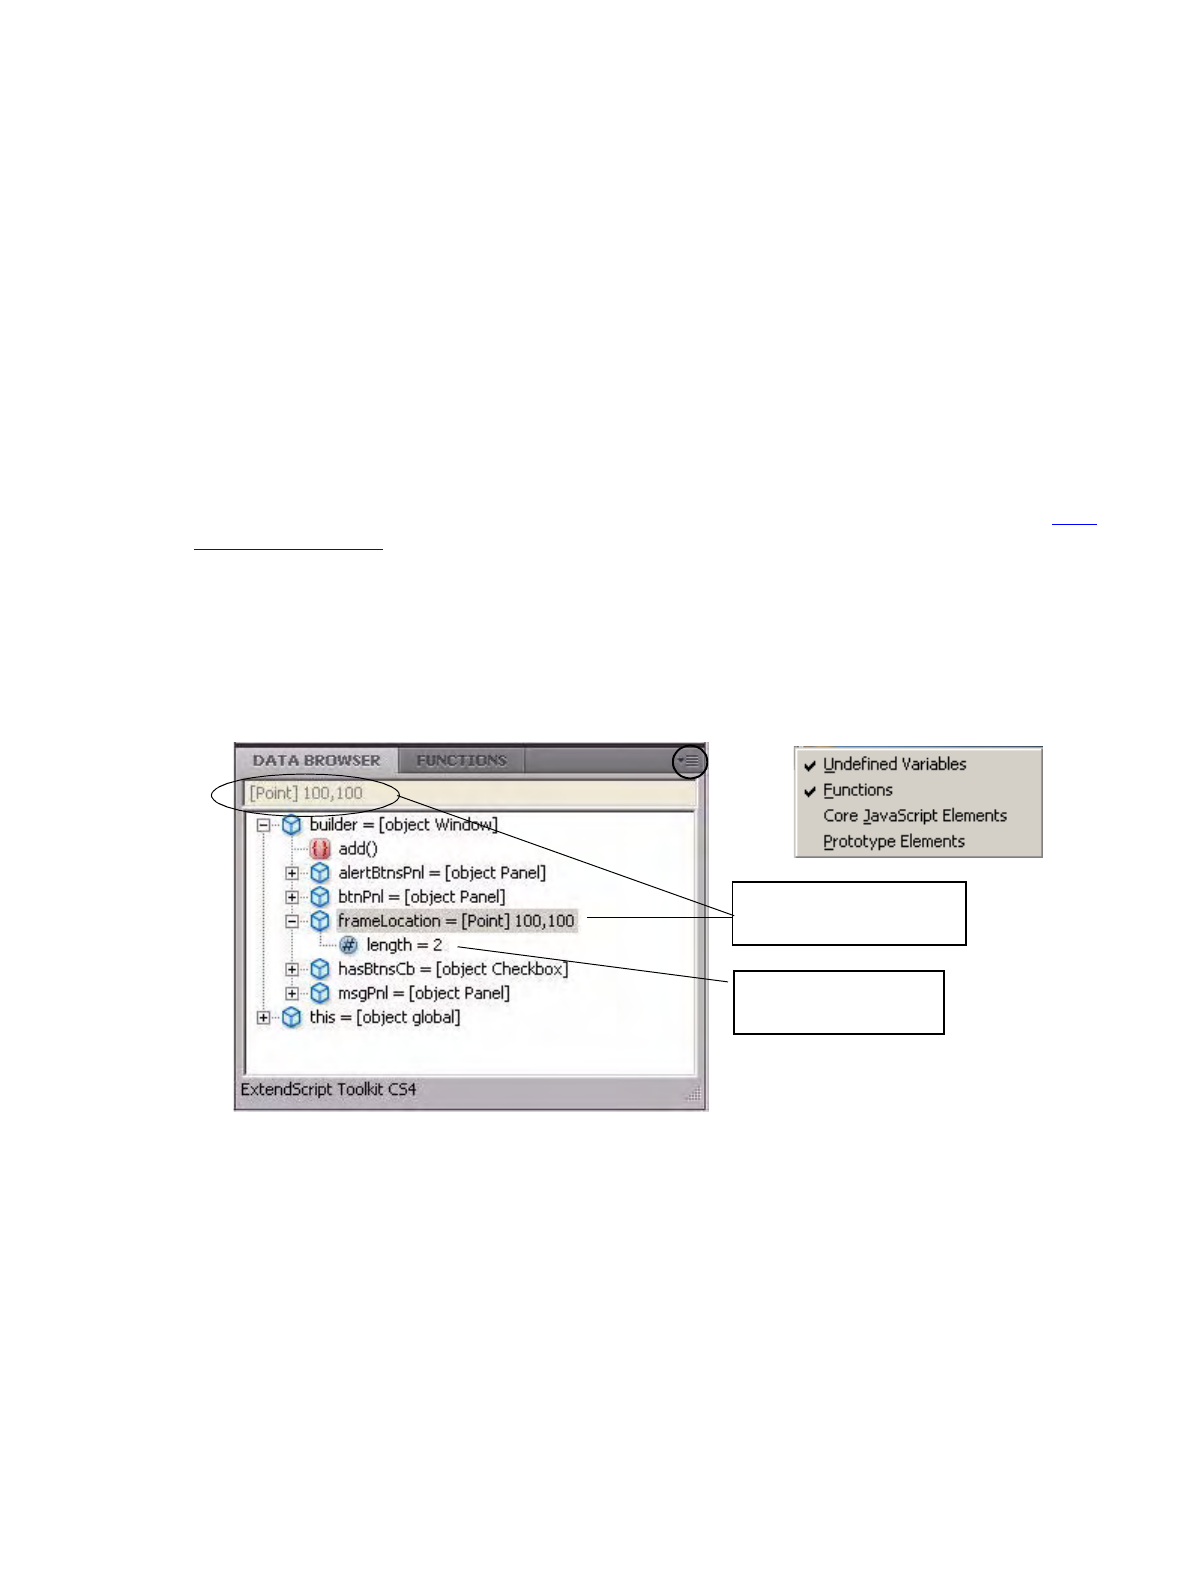 DATA BROWSER FUNCTIONS
[Point] 100,100
builder = [object Window]
add()
alertBtnsPnl = [object Panel]
btnPnl = [object Panel]
frameLocation = [Point] 100,100
# length = 2
hasBtnsCb = [object Checkbox]
msgPnl = [object Panel]
this = [object global]
ExtendScript Toolkit CS4
Undefined Variables
Functions
Core JavaScript Elements
Prototype Elements